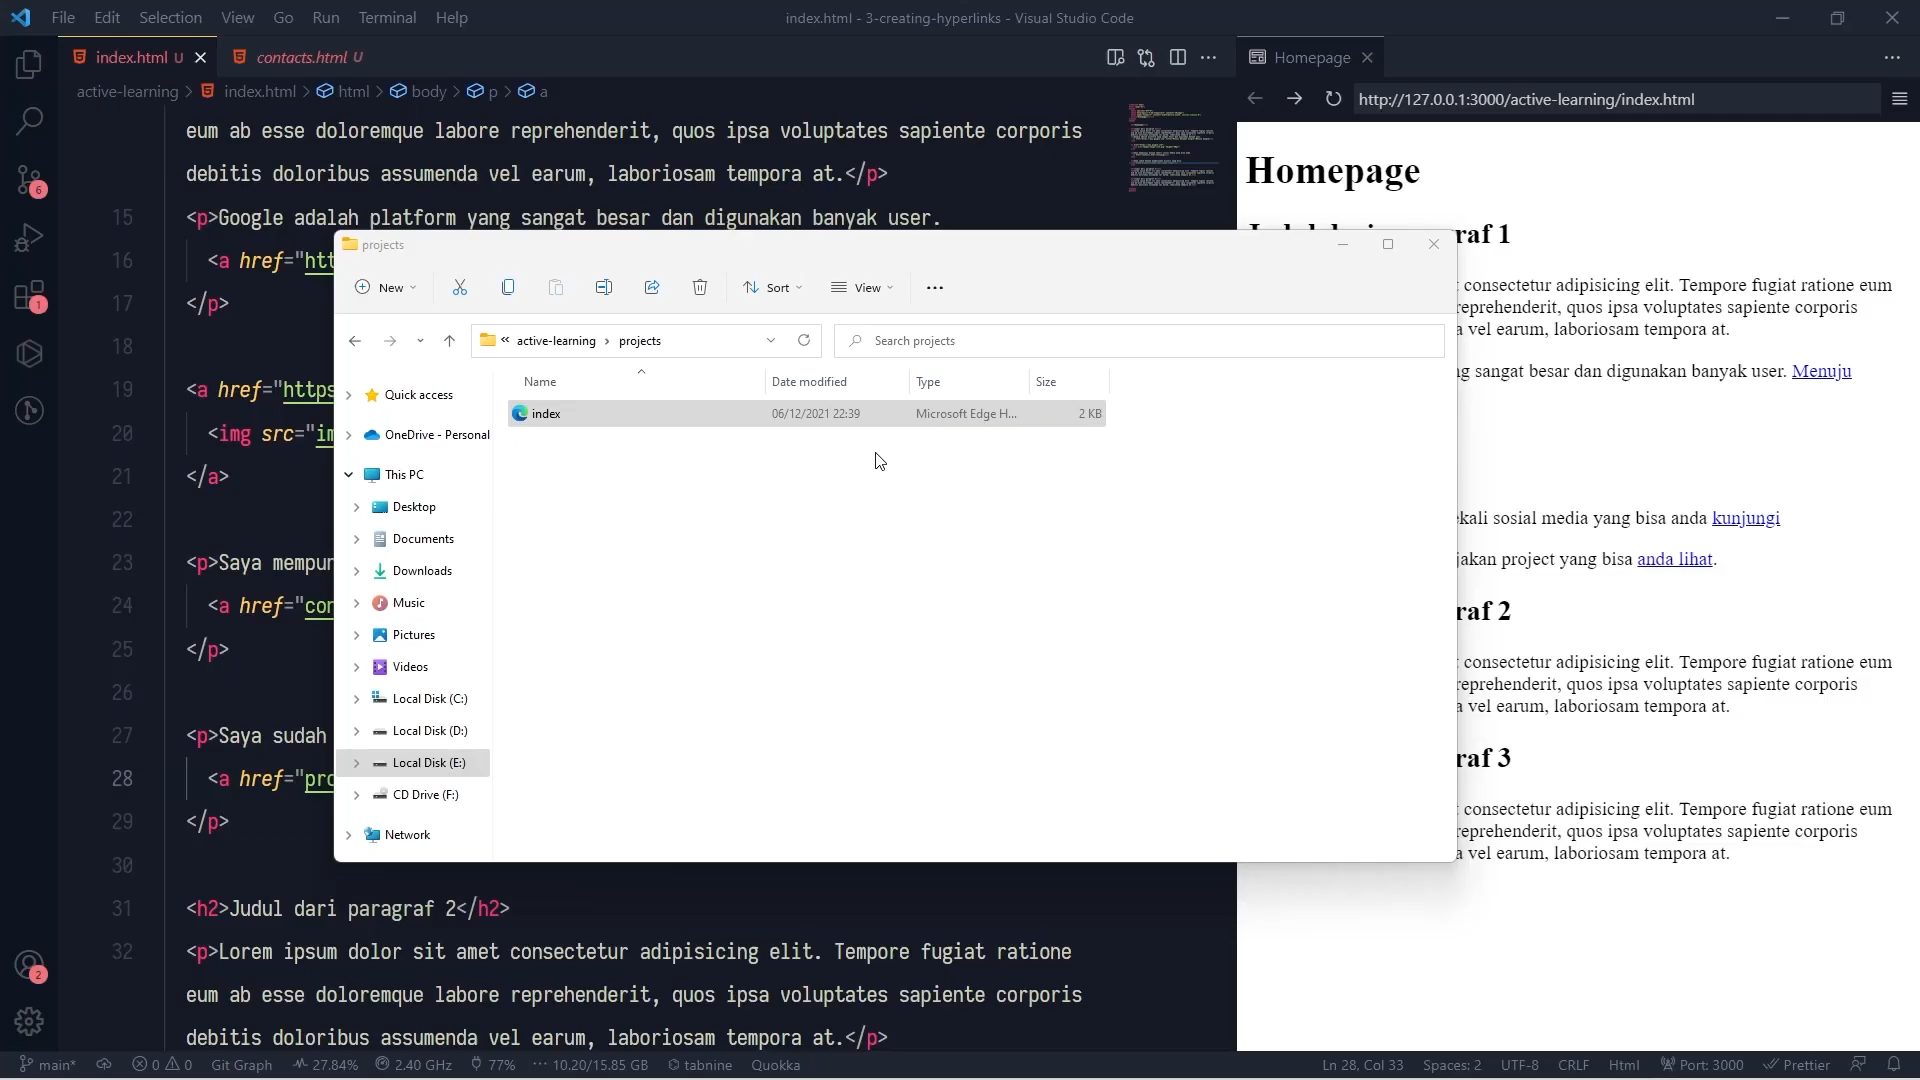 File Edit Selection View Go Run Terminal Help
index.html - 3-creating-hyperlinks - Visual Studio Code
index.html U
contacts.html U
Homepage
active-learning > index.html > html > body > p > a
http://127.0.0.1:3000/active-learning/index.html
eum ab esse doloremque labore reprehenderit, quos ipsa voluptates sapiente corporis
debitis doloribus assumenda vel earum, laboriosam tempora at.</p>
15 <p>Google adalah platform yang sangat besar dan digunakan banyak user.
16 <a href="htt
17 </p>
18
19 <a href="https
20 <img src="im
21 </a>
22
23 <p>Saya mempun
24 <a href="con
25 </p>
26
27 <p>Saya sudah
28 <a href="pro
29 </p>
30
31 <h2>Judul dari paragraf 2</h2>
32 <p>Lorem ipsum dolor sit amet consectetur adipisicing elit. Tempore fugiat ratione
eum ab esse doloremque labore reprehenderit, quos ipsa voluptates sapiente corporis
debitis doloribus assumenda vel earum, laboriosam tempora at.</p>
6
1
2
projects
New
Sort
View
« active-learning > projects
Search projects
Name Date modified Type Size
index 06/12/2021 22:39 Microsoft Edge H... 2 KB
Quick access
OneDrive - Personal
This PC
Desktop
Documents
Downloads
Music
Pictures
Videos
Local Disk (C:)
Local Disk (D:)
Local Disk (E:)
CD Drive (F:)
Network
Homepage
raf 1
consectetur adipisicing elit. Tempore fugiat ratione eum
reprehenderit, quos ipsa voluptates sapiente corporis
a vel earum, laboriosam tempora at.
ng sangat besar dan digunakan banyak user. Menuju
ekali sosial media yang bisa anda kunjungi
jakan project yang bisa anda lihat.
raf 2
consectetur adipisicing elit. Tempore fugiat ratione eum
reprehenderit, quos ipsa voluptates sapiente corporis
a vel earum, laboriosam tempora at.
raf 3
consectetur adipisicing elit. Tempore fugiat ratione eum
reprehenderit, quos ipsa voluptates sapiente corporis
a vel earum, laboriosam tempora at.
main* 0 0 Git Graph 27.84% 2.40 GHz 77% 10.20/15.85 GB tabnine Quokka
Ln 28, Col 33 Spaces: 2 UTF-8 CRLF Html Port: 3000 Prettier